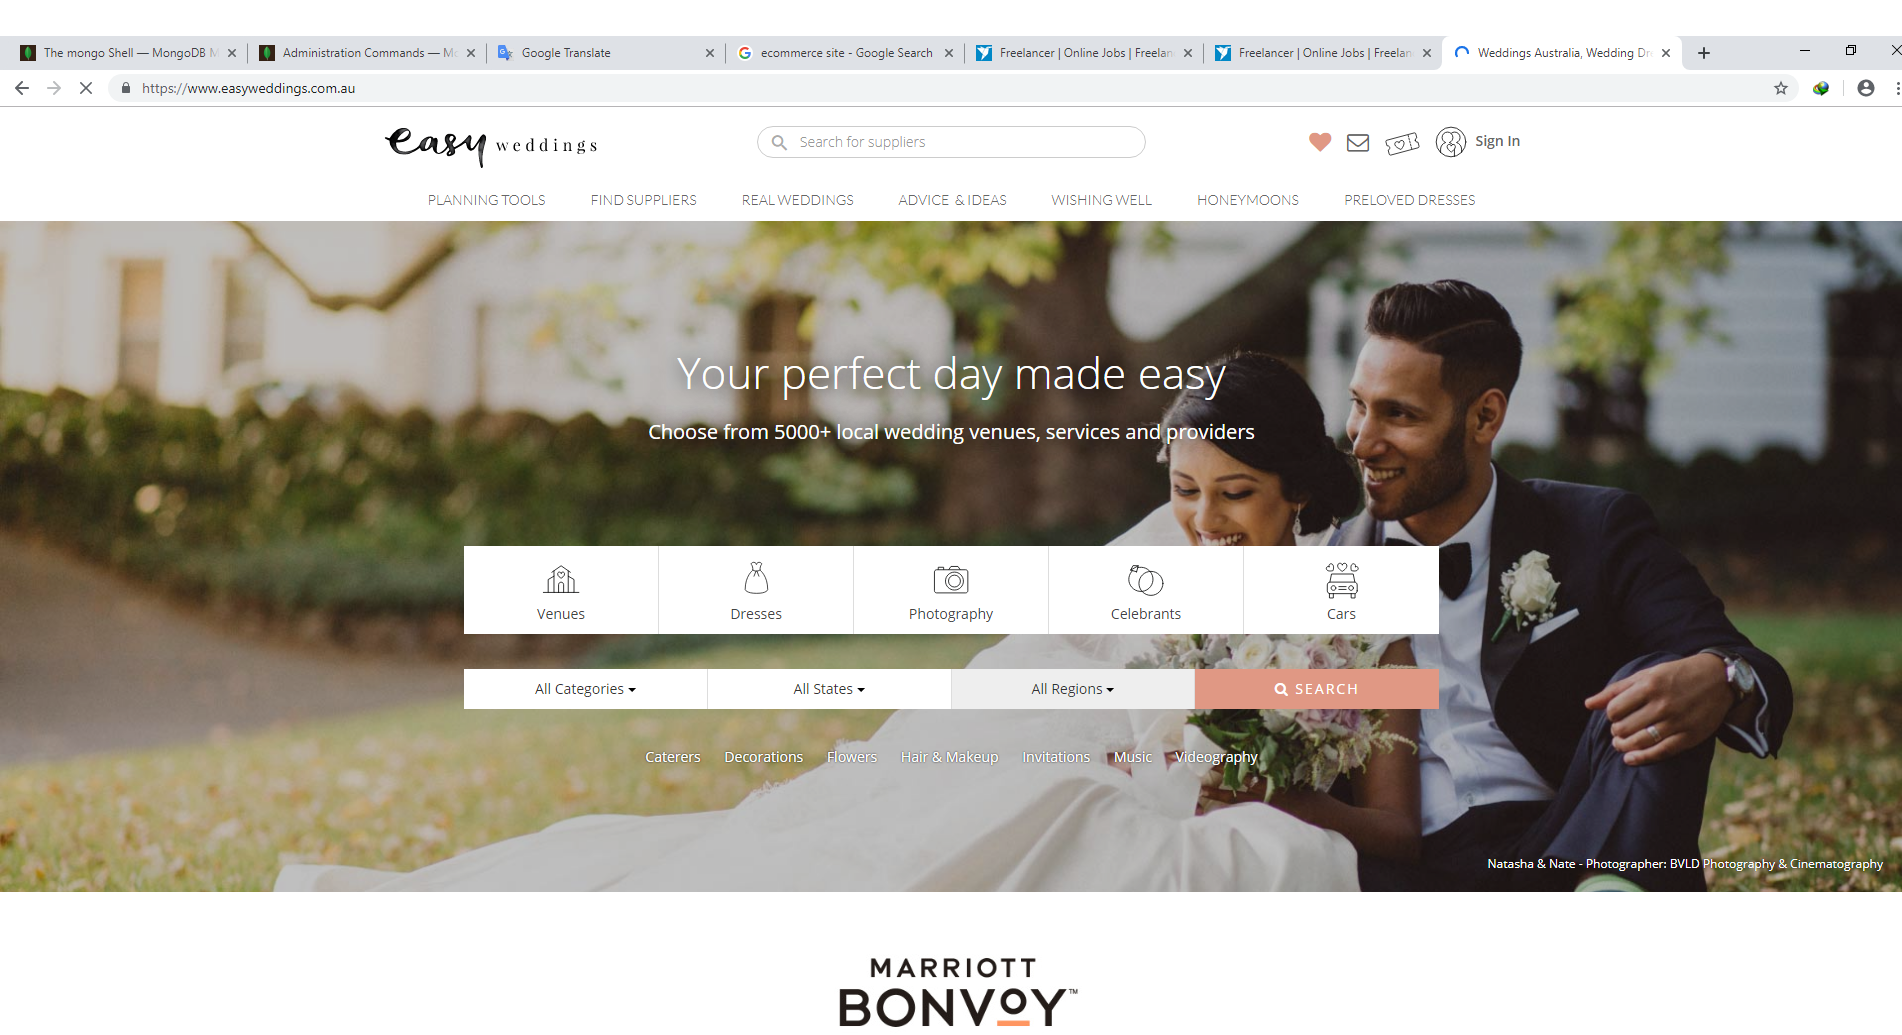 The mongo Shell — MongoDB M
Administration Commands — Mo
Google Translate
ecommerce site - Google Search
Freelancer | Online Jobs | Freelan
Freelancer | Online Jobs | Freelan
Weddings Australia, Wedding Dr
https://www.easyweddings.com.au
easy weddings
Search for suppliers
Sign In
PLANNING TOOLS
FIND SUPPLIERS
REAL WEDDINGS
ADVICE & IDEAS
WISHING WELL
HONEYMOONS
PRELOVED DRESSES
Your perfect day made easy
Choose from 5000+ local wedding venues, services and providers
Venues
Dresses
Photography
Celebrants
Cars
All Categories
All States
All Regions
SEARCH
Caterers
Decorations
Flowers
Hair & Makeup
Invitations
Music
Videography
Natasha & Nate - Photographer: BVLD Photography & Cinematography
MARRIOTT
BONVOY™